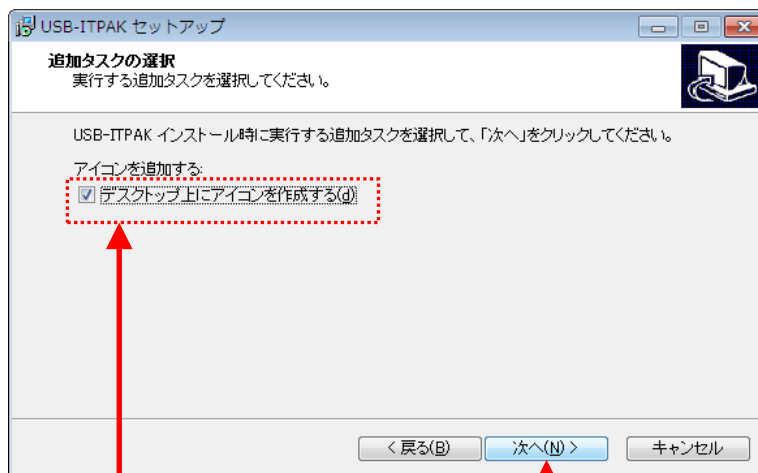 USB-ITPAK セットアップ
追加タスクの選択
実行する追加タスクを選択してください。
USB-ITPAK インストール時に実行する追加タスクを選択して、「次へ」をクリックしてください。
アイコンを追加する:
デスクトップ上にアイコンを作成する(d)
< 戻る(B)
次へ(N) >
キャンセル